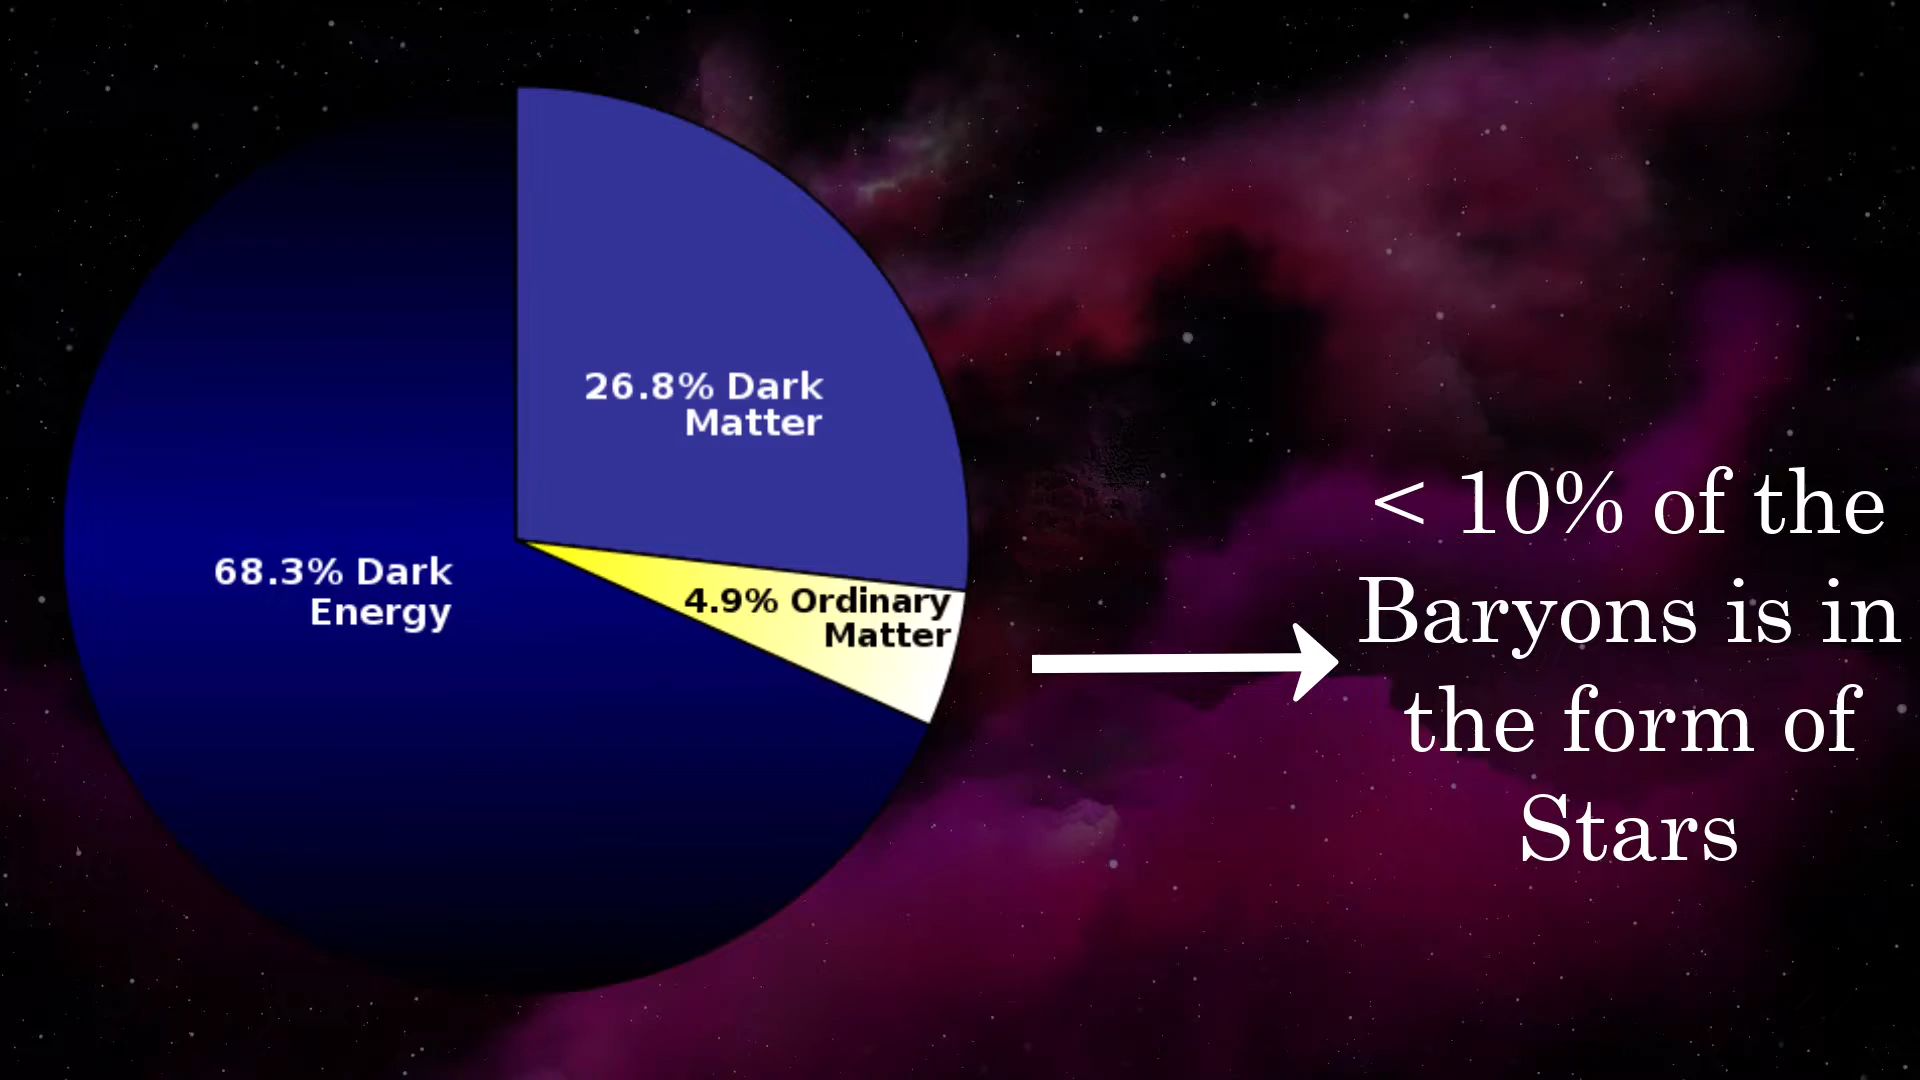 26.8% Dark
Matter
68.3% Dark
Energy
4.9% Ordinary
Matter
< 10% of the
Baryons is in
the form of
Stars